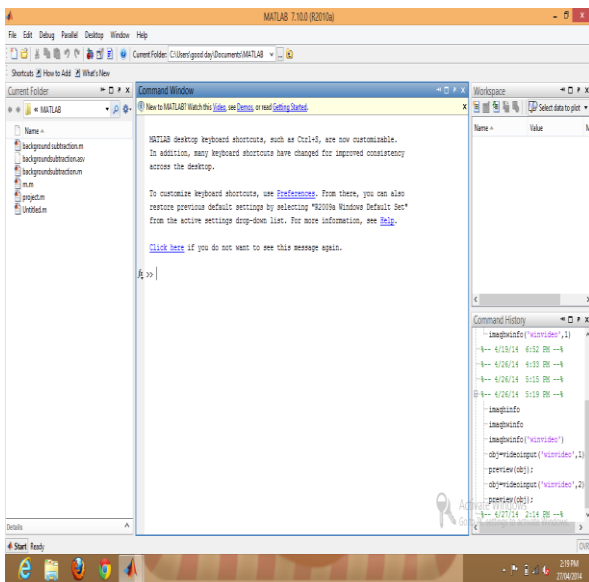 MATLAB 7.10.0 (R2010a)
File Edit Debug Parallel Desktop Window Help
Current Folder: C:\Users\good day\Documents\MATLAB
Shortcuts How to Add What's New
Current Folder
« MATLAB
Name
background subtraction.m
backgroundsubtraction.asv
backgroundsubtraction.m
m.m
project.m
Untitled.m
Details
Command Window
New to MATLAB? Watch this Video, see Demos, or read Getting Started.
MATLAB desktop keyboard shortcuts, such as Ctrl+S, are now customizable.
In addition, many keyboard shortcuts have changed for improved consistency
across the desktop.
To customize keyboard shortcuts, use Preferences. From there, you can also
restore previous default settings by selecting "R2009a Windows Default Set"
from the active settings drop-down list. For more information, see Help.
Click here if you do not want to see this message again.
fx >>
Workspace
Select data to plot
Name Value
Command History
imaqhwinfo('winvideo',1)
%-- 4/19/14 6:52 PM --%
%-- 4/26/14 4:33 PM --%
%-- 4/26/14 5:15 PM --%
%-- 4/26/14 5:19 PM --%
imaghinfo
imaqhwinfo
imaqhwinfo('winvideo')
obj=videoinput('winvideo',1)
preview(obj);
obj=videoinput('winvideo',2)
preview(obj);
%-- 4/27/14 2:14 PM --%
Activate Windows
Start Ready
OVR
2:19 PM
27/04/2014